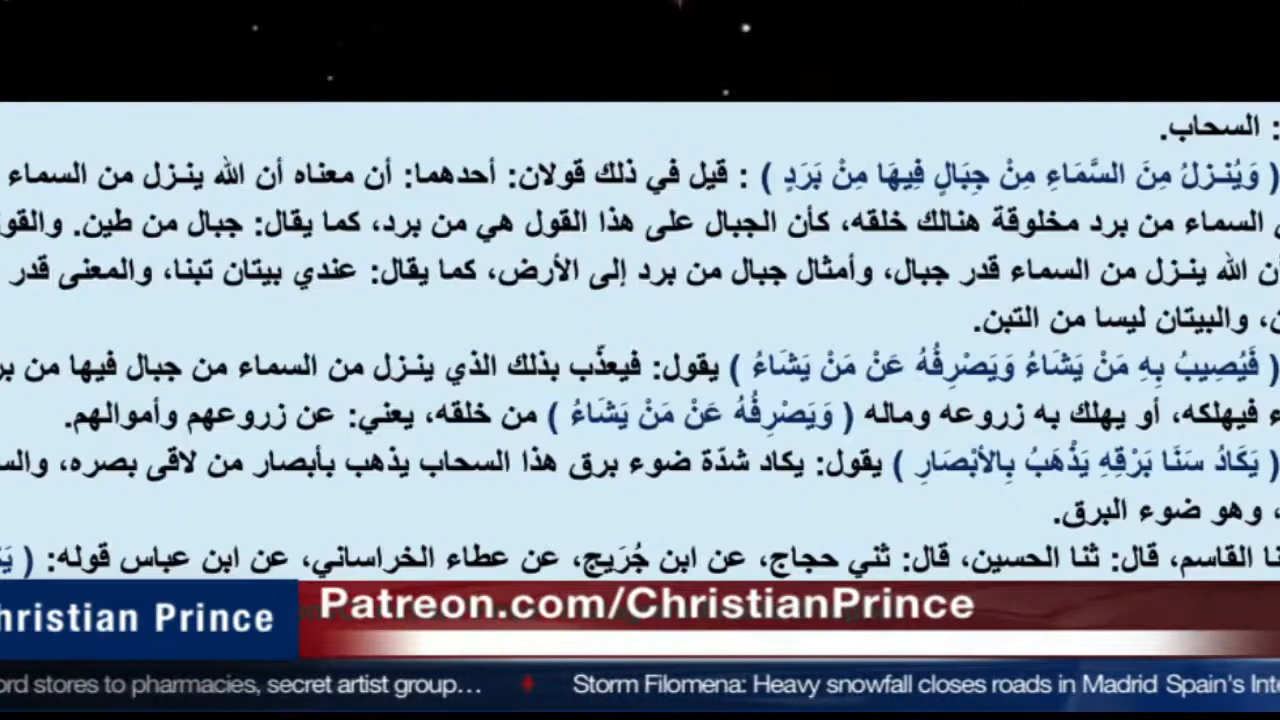 : السحاب.
( وَيُنـزلُ مِنَ السَّمَاءِ مِنْ جِبَالٍ فِيهَا مِنْ بَرَدٍ ) : قيل في ذلك قولان: أحدهما: أن معناه أن الله ينـزل من السماء
السماء من برد مخلوقة هنالك خلقه، كأن الجبال على هذا القول هي من برد، كما يقال: جبال من طين. والقو
أن الله ينـزل من السماء قدر جبال، وأمثال جبال من برد إلى الأرض، كما يقال: عندي بيتان تبنا، والمعنى قدر
، والبيتان ليسا من التبن.
( فَيُصِيبُ بِهِ مَنْ يَشَاءُ وَيَصْرِفُهُ عَنْ مَنْ يَشَاءُ ) يقول: فيعذّب بذلك الذي ينـزل من السماء من جبال فيها من بر
ء فيهلكه، أو يهلك به زروعه وماله ( وَيَصْرِفُهُ عَنْ مَنْ يَشَاءُ ) من خلقه، يعني: عن زروعهم وأموالهم.
( يَكَادُ سَنَا بَرْقِهِ يَذْهَبُ بِالأبْصَارِ ) يقول: يكاد شدّة ضوء برق هذا السحاب يذهب بأبصار من لاقى بصره، والس
، وهو ضوء البرق.
نا القاسم، قال: ثنا الحسين، قال: ثني حجاج، عن ابن جُرَيج، عن عطاء الخراساني، عن ابن عباس قوله: ( يَك
hristian Prince
Patreon.com/ChristianPrince
ord stores to pharmacies, secret artist group… Storm Filomena: Heavy snowfall closes roads in Madrid Spain's Inte